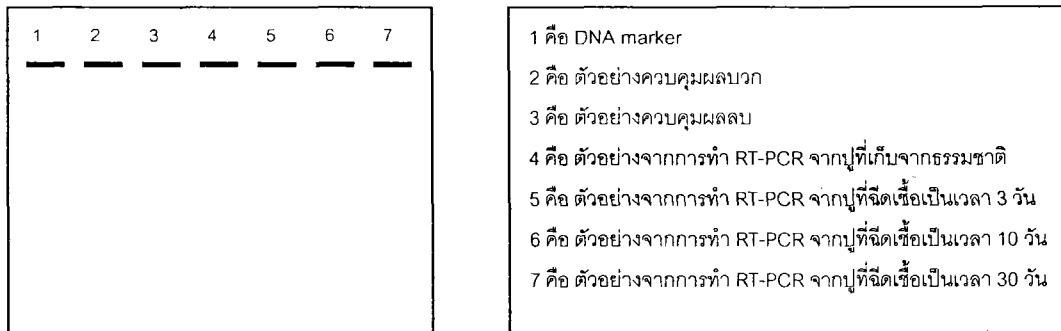 1 2 3 4 5 6 7
1 คือ DNA marker
2 คือ ตัวอย่างควบคุมผลบวก
3 คือ ตัวอย่างควบคุมผลลบ
4 คือ ตัวอย่างจากการทำ RT-PCR จากปูที่เก็บจากธรรมชาติ
5 คือ ตัวอย่างจากการทำ RT-PCR จากปูที่ฉีดเชื้อเป็นเวลา 3 วัน
6 คือ ตัวอย่างจากการทำ RT-PCR จากปูที่ฉีดเชื้อเป็นเวลา 10 วัน
7 คือ ตัวอย่างจากการทำ RT-PCR จากปูที่ฉีดเชื้อเป็นเวลา 30 วัน